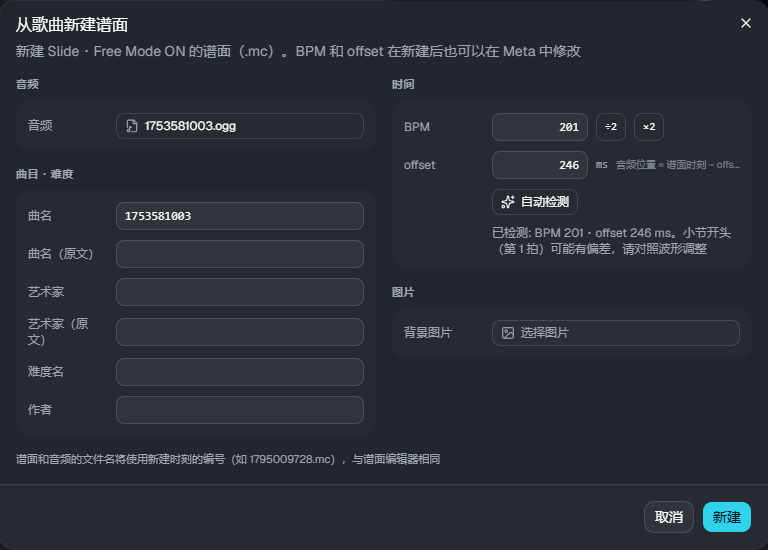 从歌曲新建谱面
新建 Slide・Free Mode ON 的谱面（.mc）。BPM 和 offset 在新建后也可以在 Meta 中修改
音频
音频
1753581003.ogg
曲目・难度
曲名
1753581003
曲名（原文）
艺术家
艺术家（原
文）
难度名
作者
时间
BPM
201
÷2
×2
offset
246
ms
音频位置 = 谱面时刻 − offs...
自动检测
已检测: BPM 201・offset 246 ms。小节开头
（第 1 拍）可能有偏差，请对照波形调整
图片
背景图片
选择图片
谱面和音频的文件名将使用新建时刻的编号（如 1795009728.mc），与谱面编辑器相同
取消
新建